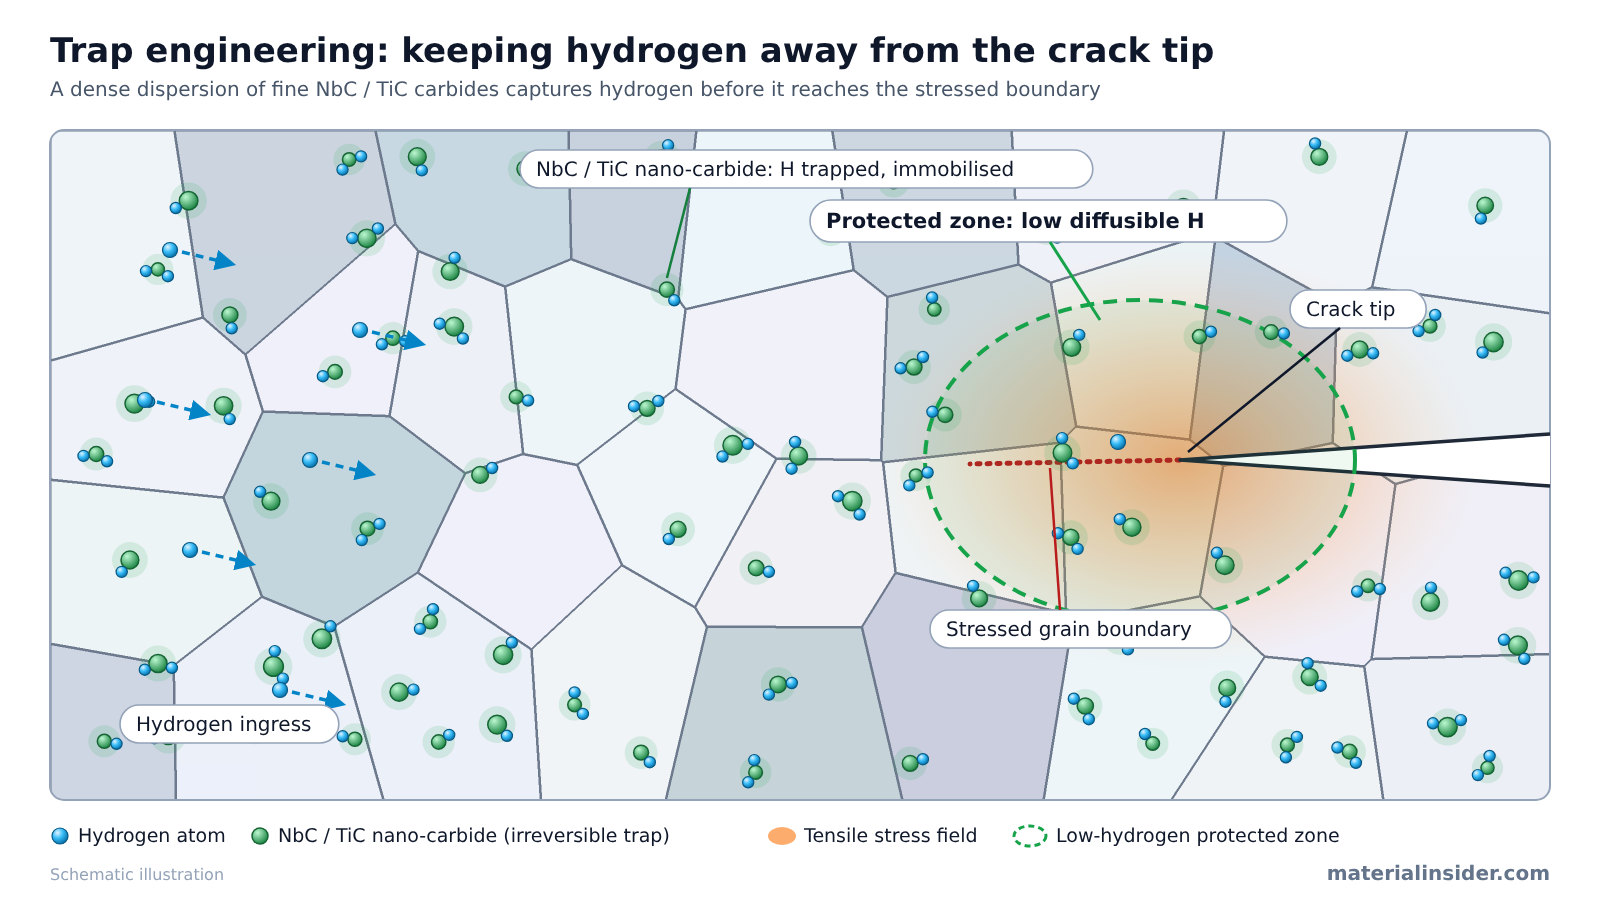 Trap engineering: keeping hydrogen away from the crack tip
A dense dispersion of fine NbC / TiC carbides captures hydrogen before it reaches the stressed boundary
NbC / TiC nano-carbide: H trapped, immobilised
Protected zone: low diffusible H
Crack tip
Stressed grain boundary
Hydrogen ingress
Hydrogen atom
NbC / TiC nano-carbide (irreversible trap)
Tensile stress field
Low-hydrogen protected zone
Schematic illustration
materialinsider.com